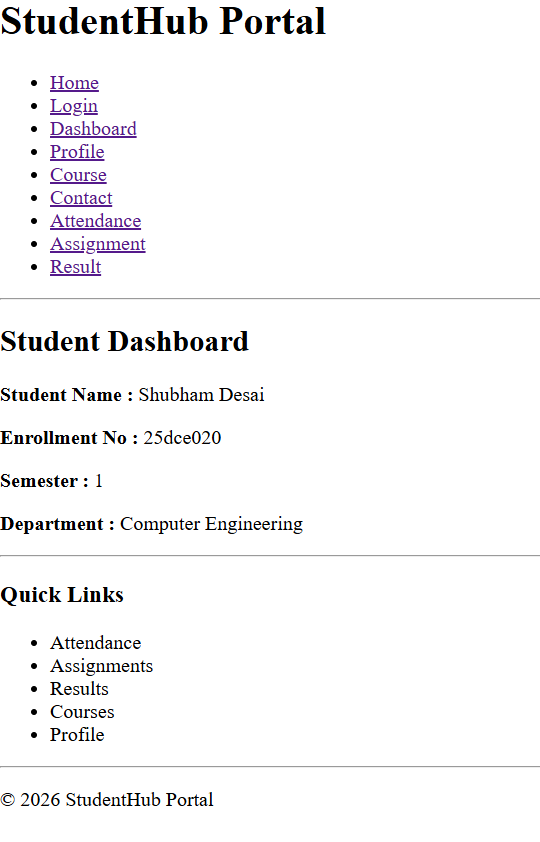 StudentHub Portal
Home
Login
Dashboard
Profile
Course
Contact
Attendance
Assignment
Result
Student Dashboard
Student Name : Shubham Desai
Enrollment No : 25dce020
Semester : 1
Department : Computer Engineering
Quick Links
Attendance
Assignments
Results
Courses
Profile
© 2026 StudentHub Portal